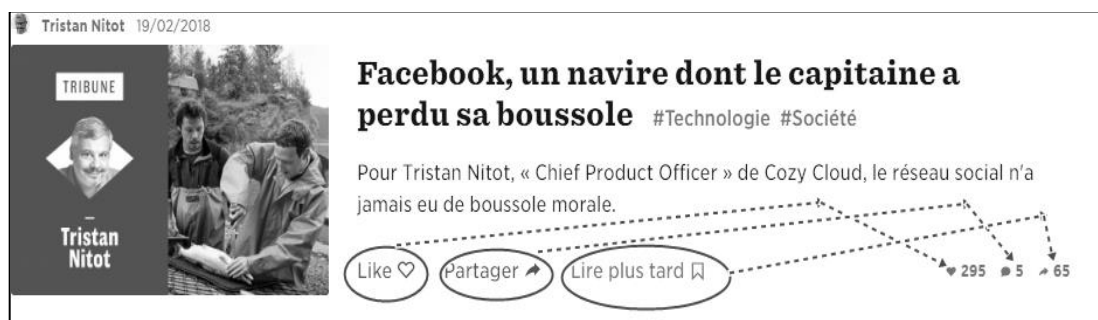 Tristan Nitot 19/02/2018
TRIBUNE
Tristan
Nitot
Facebook, un navire dont le capitaine a
perdu sa boussole #Technologie #Société
Pour Tristan Nitot, « Chief Product Officer » de Cozy Cloud, le réseau social n'a
jamais eu de boussole morale.
Like Partager Lire plus tard 295 5 65